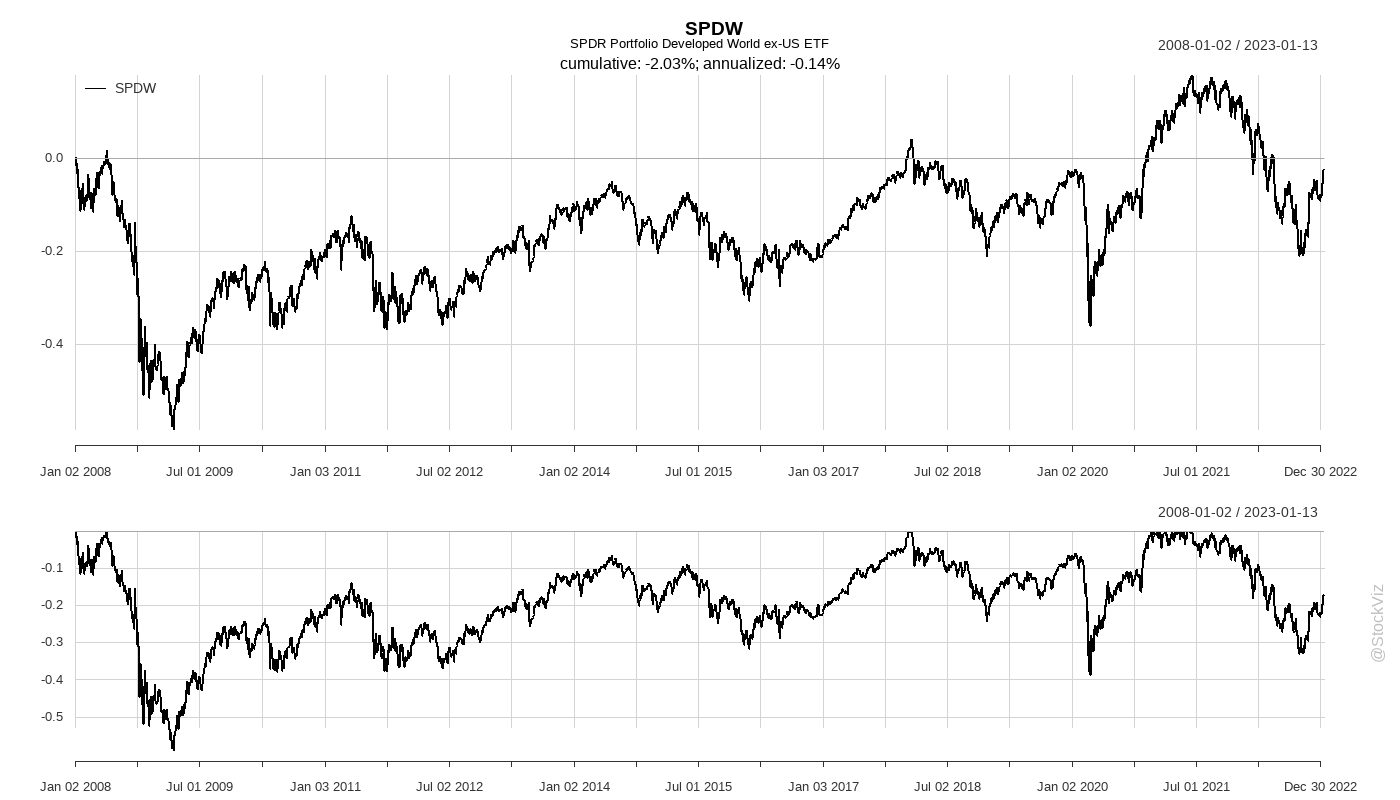 SPDW
SPDR Portfolio Developed World ex-US ETF
cumulative: -2.03%; annualized: -0.14%
2008-01-02 / 2023-01-13
SPDW
0.0
-0.2
-0.4
Jan 02 2008 Jul 01 2009 Jan 03 2011 Jul 02 2012 Jan 02 2014 Jul 01 2015 Jan 03 2017 Jul 02 2018 Jan 02 2020 Jul 01 2021 Dec 30 2022
2008-01-02 / 2023-01-13
-0.1
-0.2
-0.3
-0.4
-0.5
Jan 02 2008 Jul 01 2009 Jan 03 2011 Jul 02 2012 Jan 02 2014 Jul 01 2015 Jan 03 2017 Jul 02 2018 Jan 02 2020 Jul 01 2021 Dec 30 2022
@StockViz